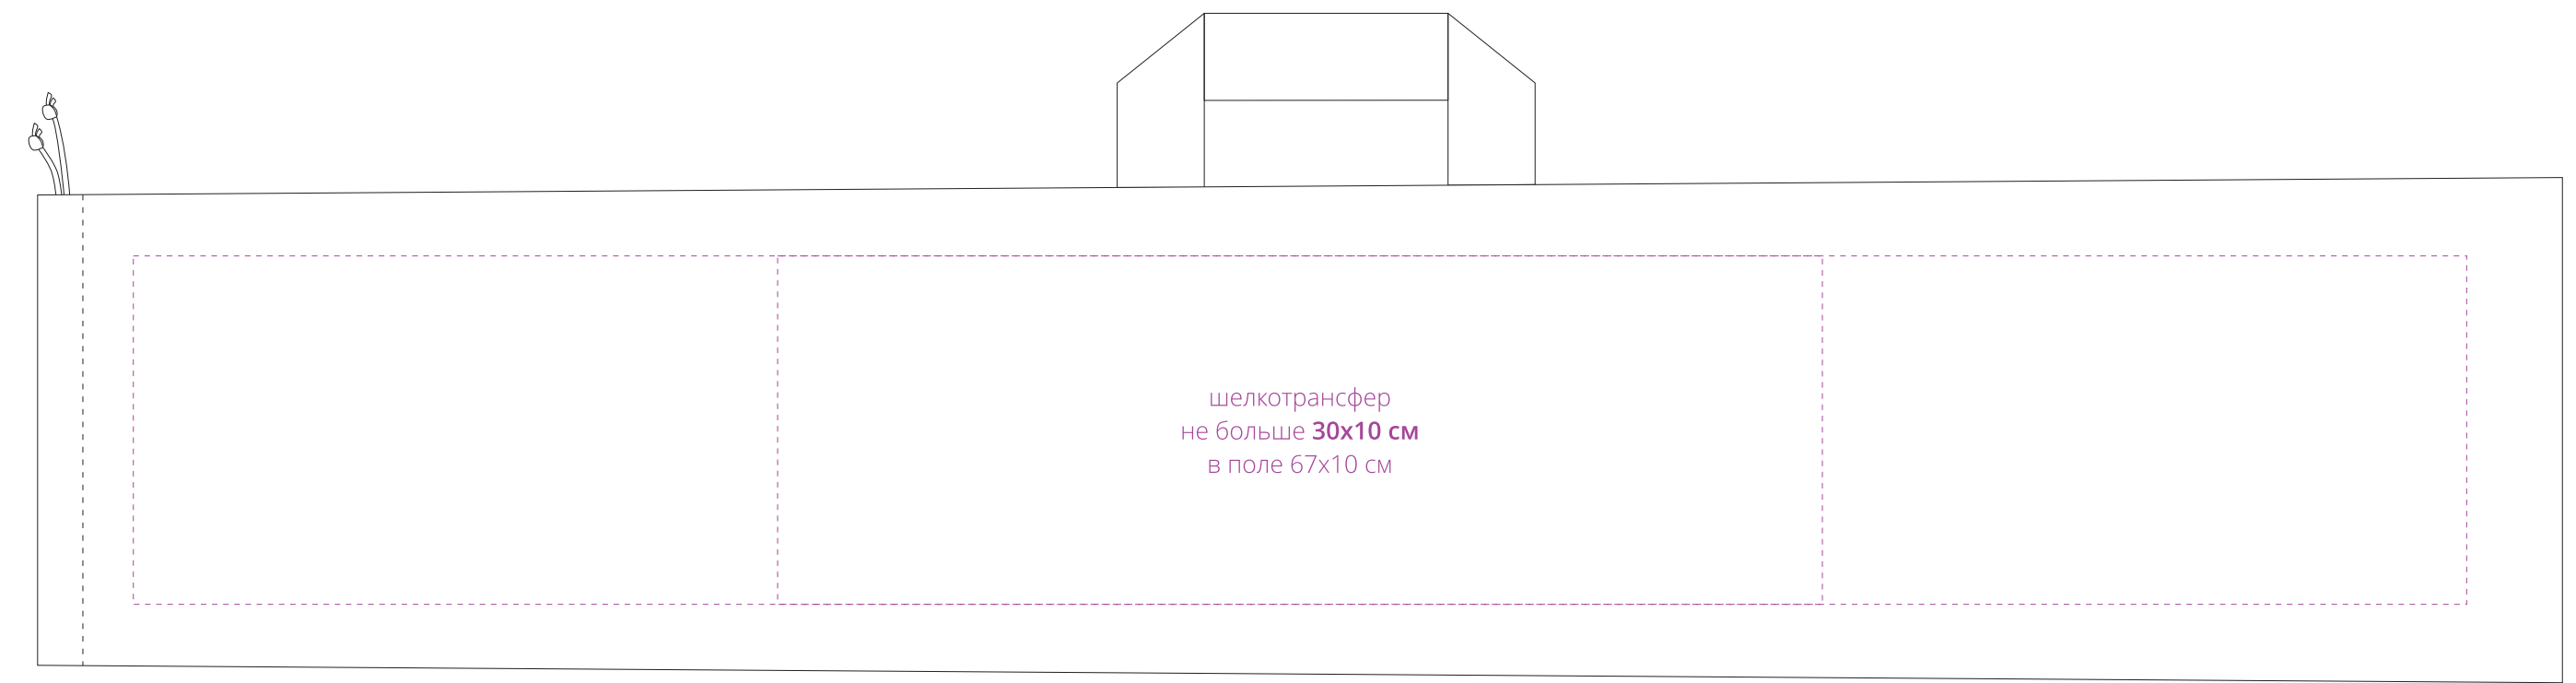 шелкотрансфер
не больше 30х10 см
в поле 67х10 см